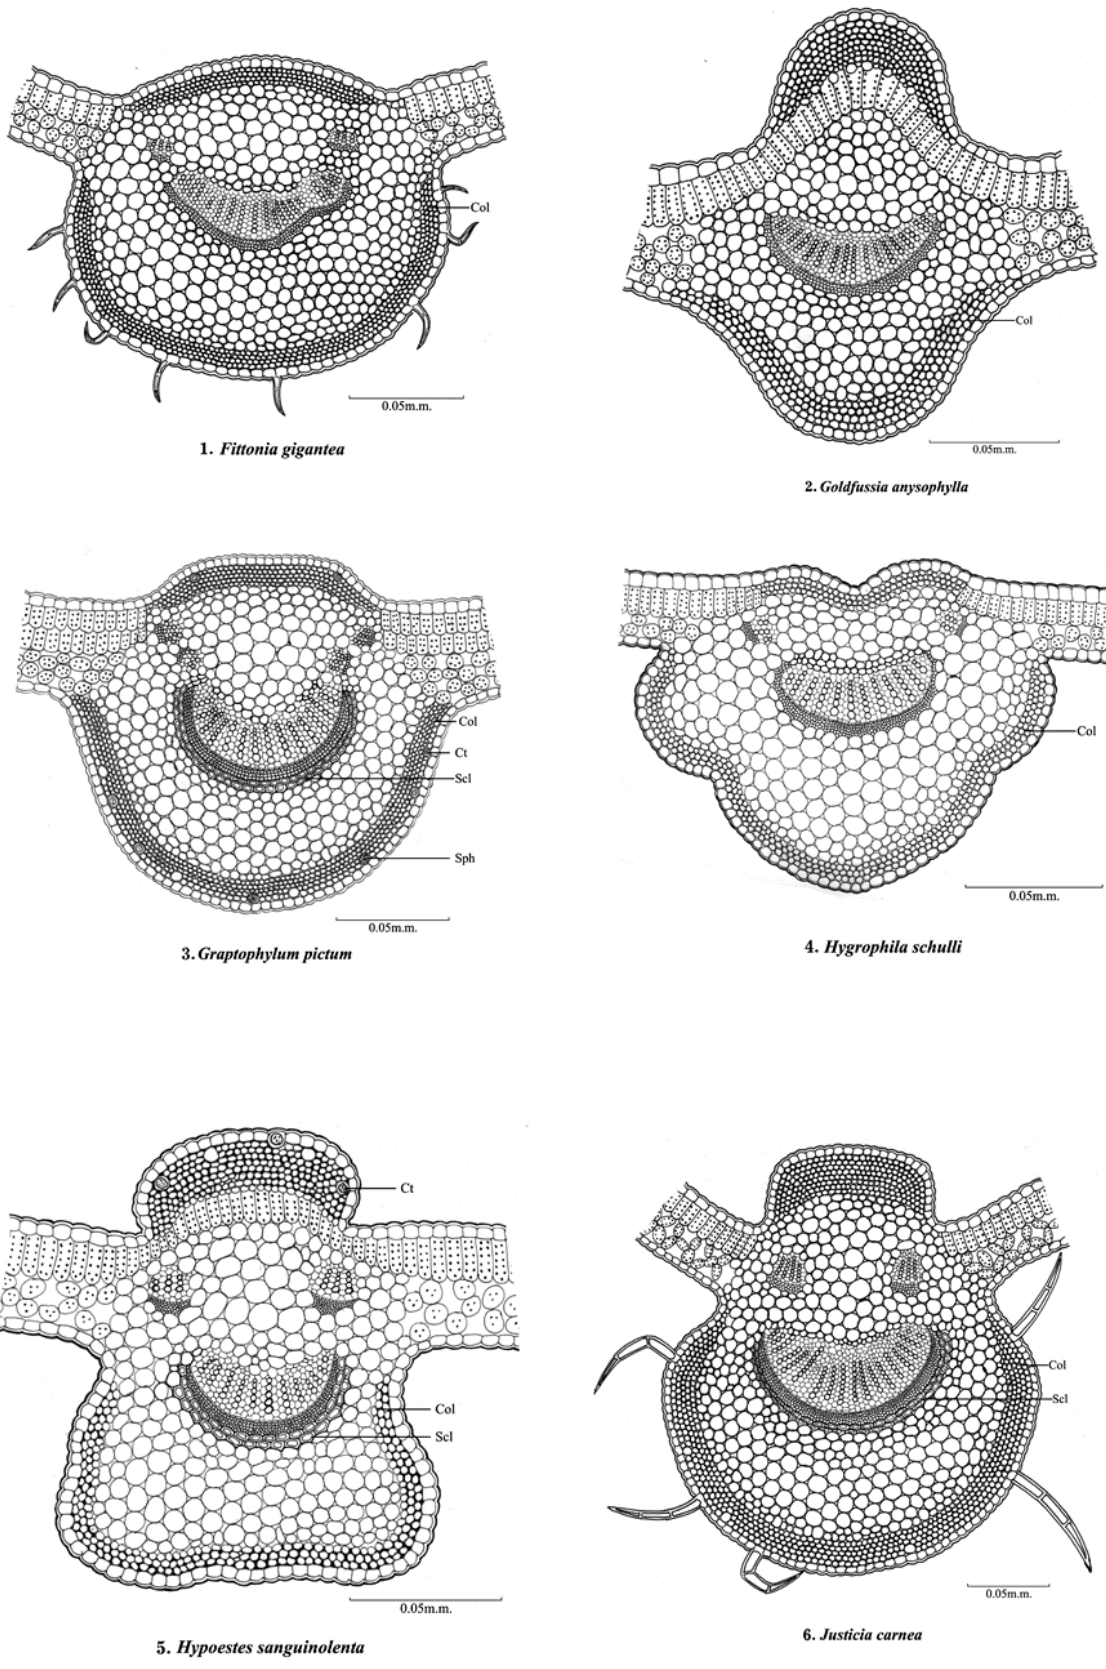 Col
0.05m.m.
1. Fittonia gigantea
Col
0.05m.m.
2. Goldfussia anysophylla
Col
Ct
Scl
Sph
0.05m.m.
3. Graptophylum pictum
Col
0.05m.m.
4. Hygrophila schulli
Ct
Col
Scl
0.05m.m.
5. Hypoestes sanguinolenta
Col
Scl
0.05m.m.
6. Justicia carnea